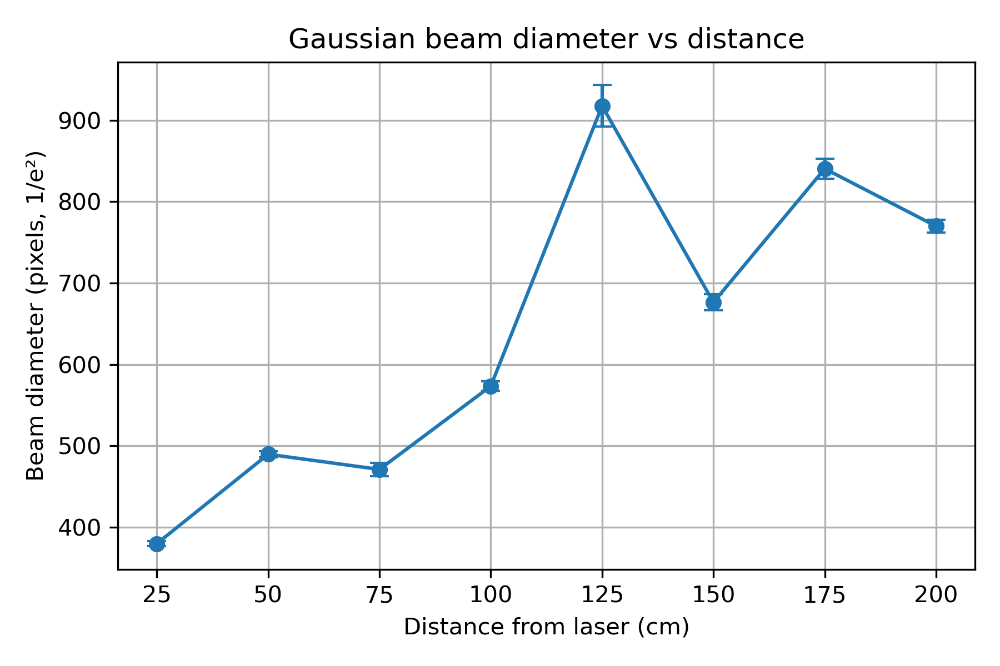 Gaussian beam diameter vs distance
Beam diameter (pixels, 1/e²)
900
800
700
600
500
400
25 50 75 100 125 150 175 200
Distance from laser (cm)